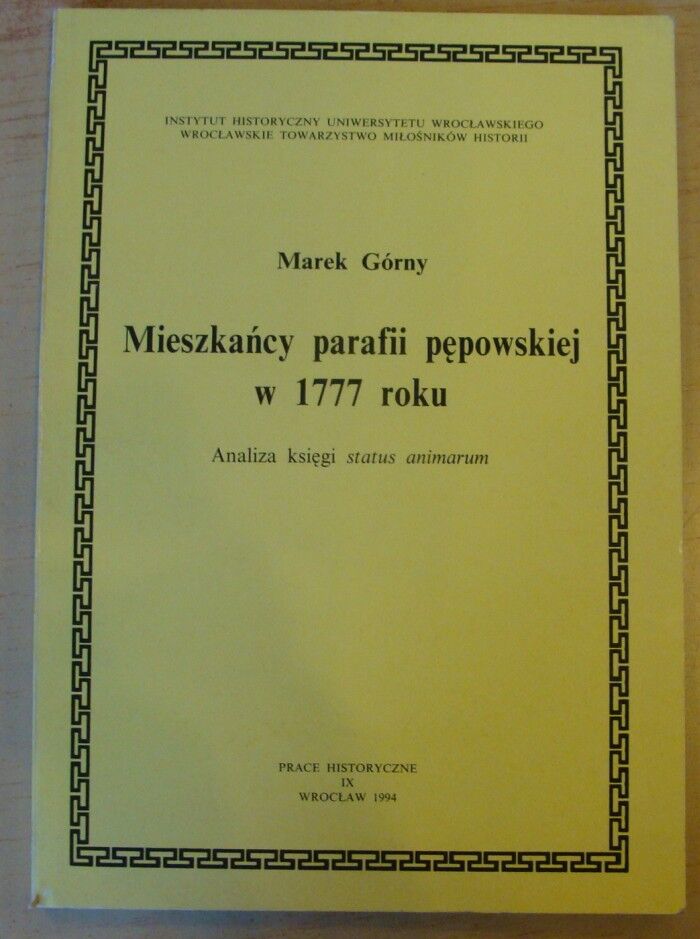 INSTYTUT HISTORYCZNY UNIWERSYTETU WROCŁAWSKIEGO
WROCŁAWSKIE TOWARZYSTWO MIŁOŚNIKÓW HISTORII
Marek Górny
Mieszkańcy parafii pępowskiej
w 1777 roku
Analiza księgi status animarum
PRACE HISTORYCZNE
IX
WROCŁAW 1994